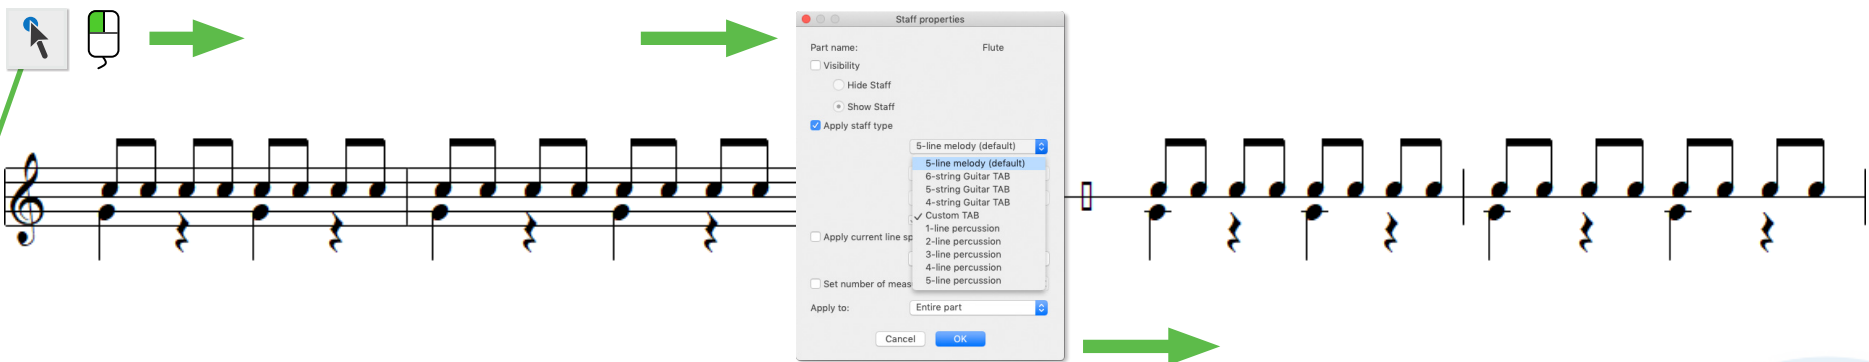 Staff properties
Part name: Flute
Visibility
Hide Staff
Show Staff
Apply staff type
5-line melody (default)
5-line melody (default)
6-string Guitar TAB
5-string Guitar TAB
4-string Guitar TAB
Custom TAB
1-line percussion
2-line percussion
3-line percussion
4-line percussion
5-line percussion
Apply current line sp
Set number of meas
Apply to: Entire part
Cancel OK